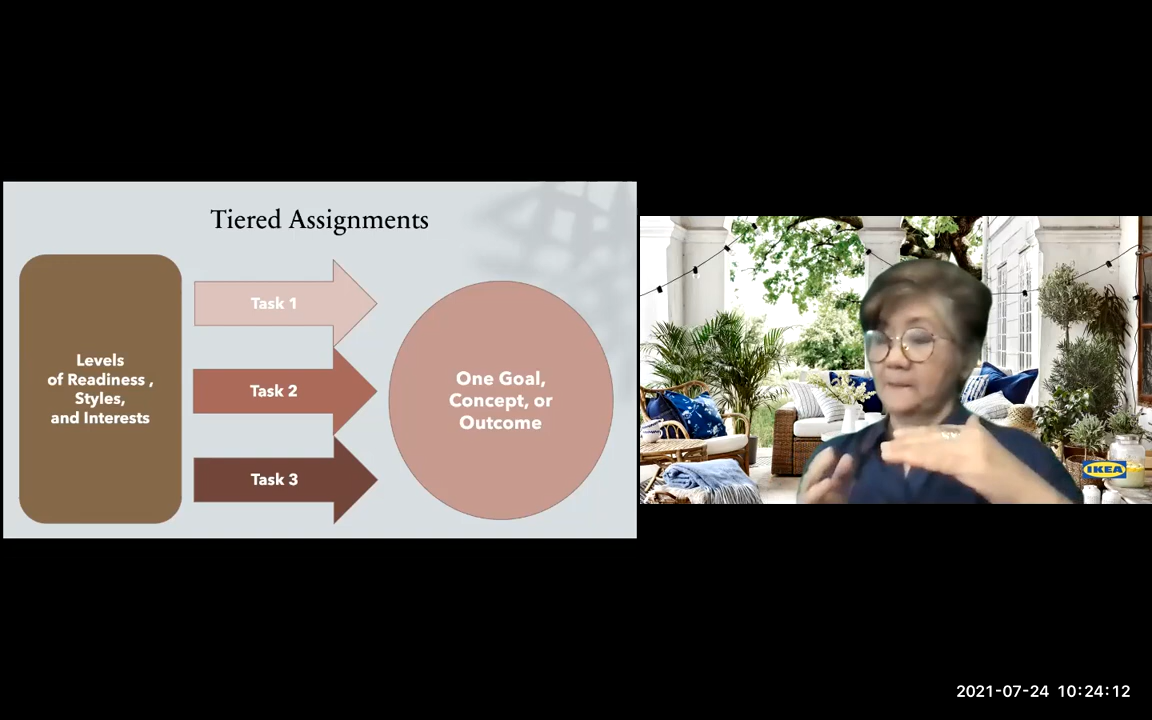 Tiered Assignments
Levels
of Readiness ,
Styles,
and Interests
Task 1
Task 2
Task 3
One Goal,
Concept, or
Outcome
IKEA
2021-07-24 10:24:12